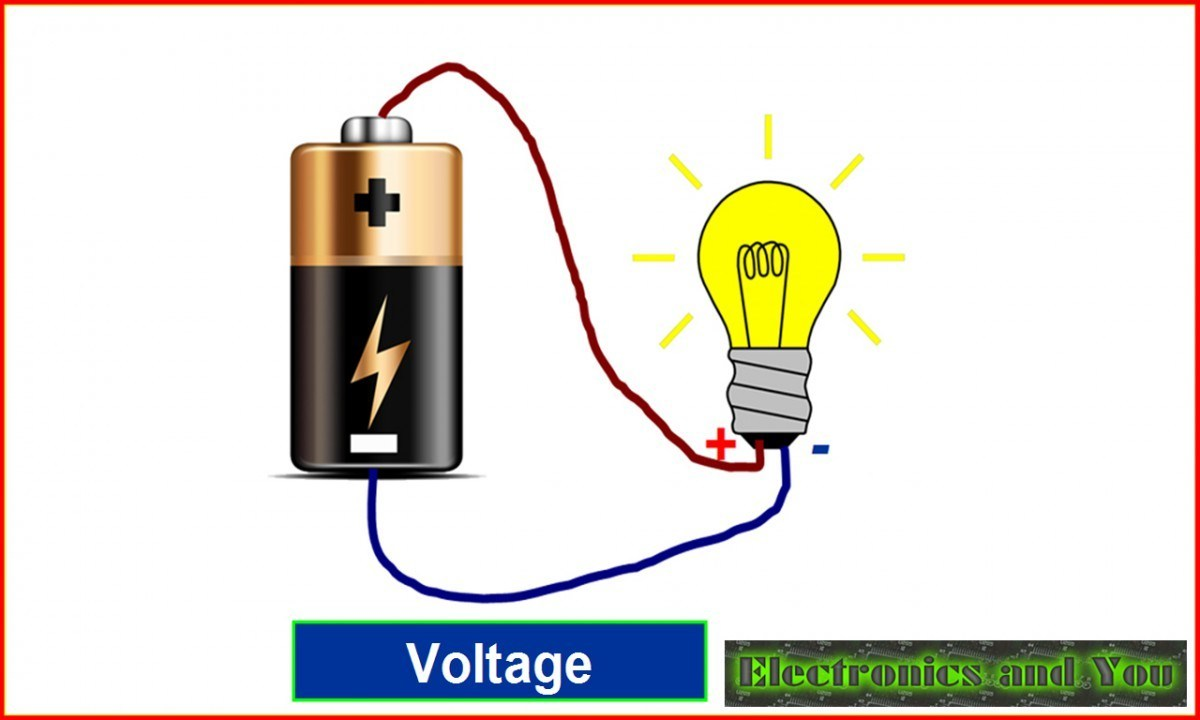 +
+ -
Voltage
Electronics and You